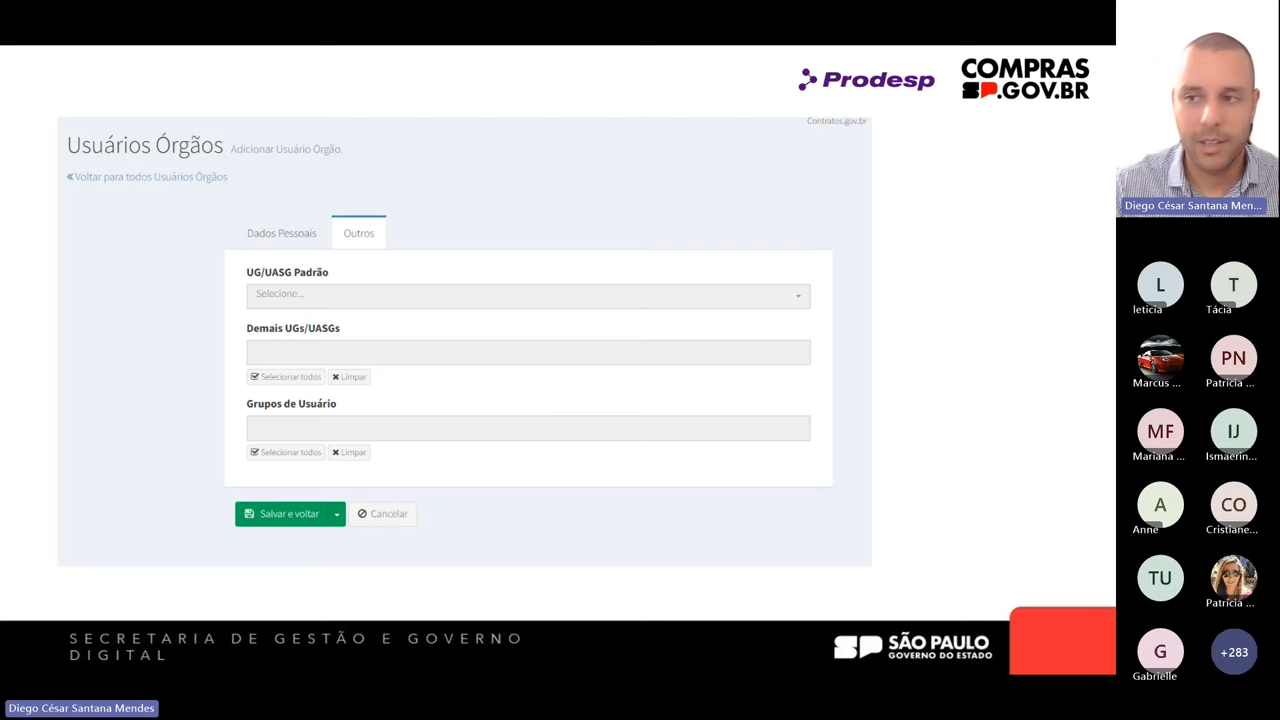 Prodesp
COMPRAS
SP.GOV.BR
Contratos.gov.br
Usuários Órgãos Adicionar Usuário Órgão.
«Voltar para todos Usuários Órgãos
Dados Pessoais
Outros
UG/UASG Padrão
Selecione...
Demais UGs/UASGs
Selecionar todos
Limpar
Grupos de Usuário
Selecionar todos
Limpar
Salvar e voltar
Cancelar
SECRETARIA DE GESTÃO E GOVERNO
DIGITAL
SP SÃO PAULO
GOVERNO DO ESTADO
Diego César Santana Mendes
Diego César Santana Men...
L
leticia
T
Tácia
Marcus ...
PN
Patrícia ...
MF
Mariana ...
IJ
Ismaerin...
A
Anne
CO
Cristiane...
TU
Patrícia ...
G
Gabrielle
+283